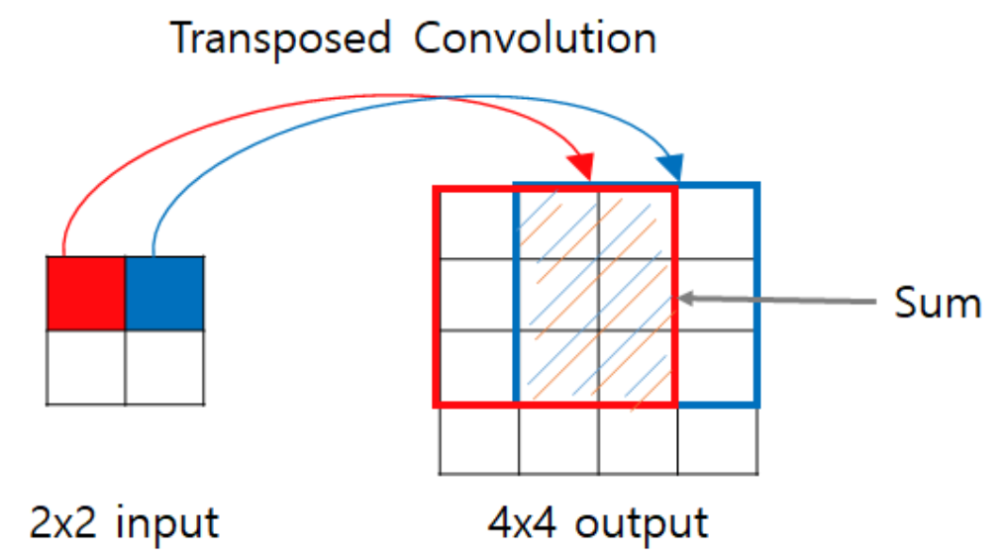 Transposed Convolution
Sum
2x2 input
4x4 output